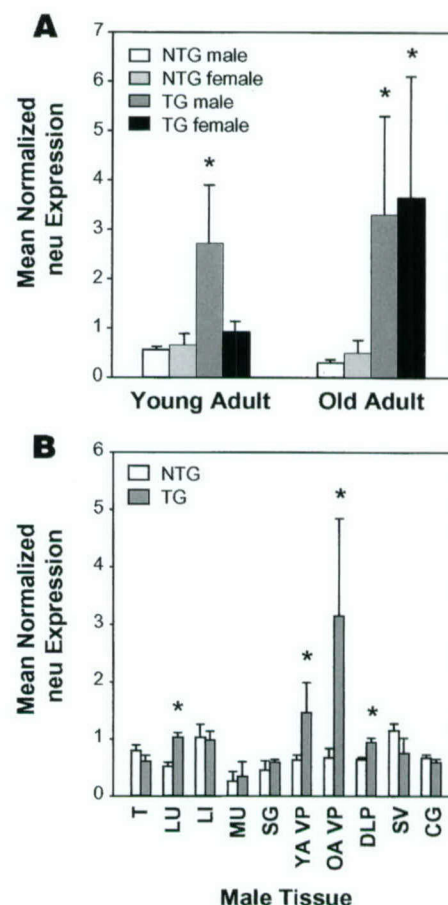 A
Mean Normalized
neu Expression
7
6
5
4
3
2
1
0
NTG male
NTG female
TG male
TG female
*
*
*
Young Adult
Old Adult
B
Mean Normalized
neu Expression
6
5
4
3
2
1
0
NTG
TG
*
*
*
*
T
LU
LI
MU
SG
YA VP
OA VP
DLP
SV
CG
Male Tissue